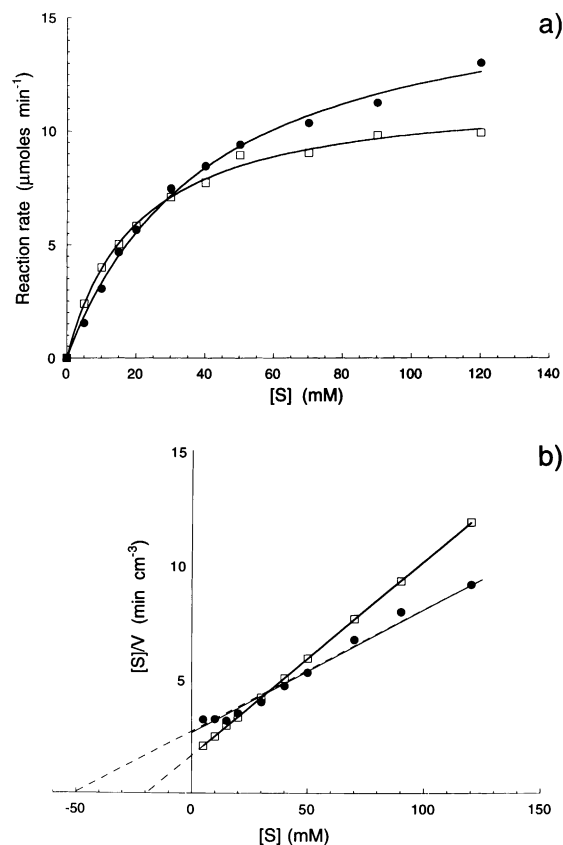 a)
15
10
5
0
Reaction rate (μmoles min⁻¹)
0 20 40 60 80 100 120 140
[S] (mM)
b)
15
10
5
[S]/V (min cm⁻³)
-50 0 50 100 150
[S] (mM)